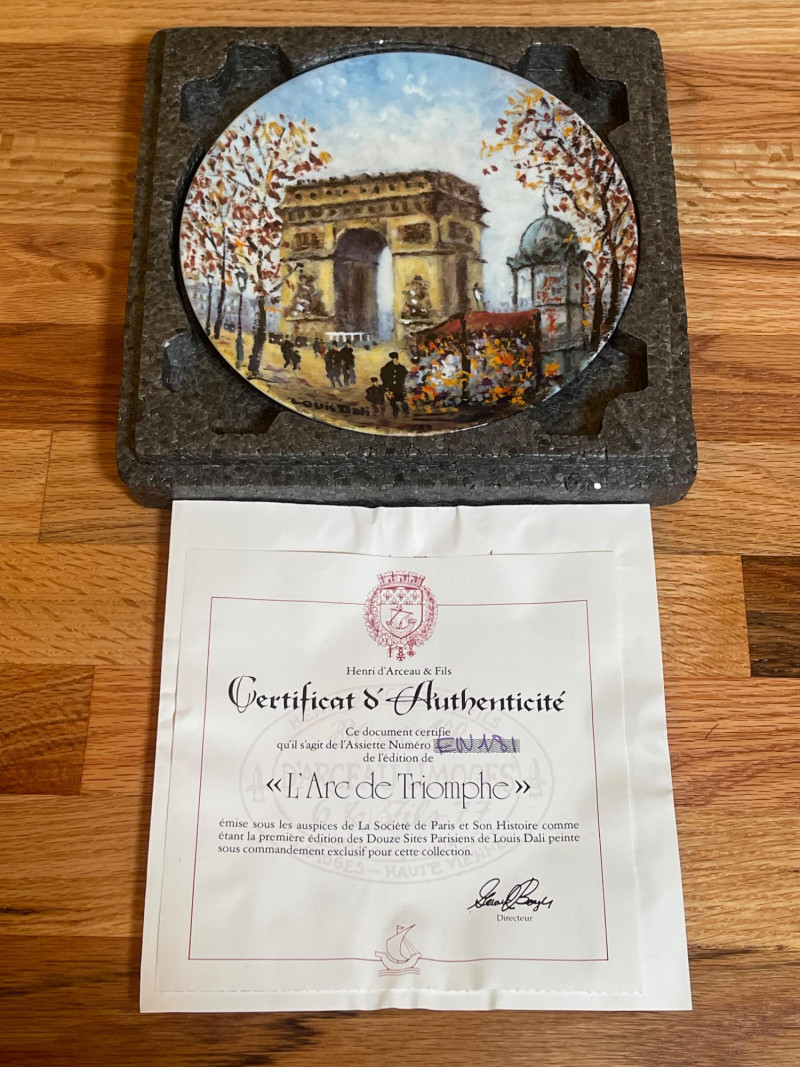 Louis Dali
Henri d'Arceau & Fils
Certificat d'Authenticité
Ce document certifie
qu'il s'agit de l'Assiette Numéro
de l'édition de
«L'Arc de Triomphe»
émise sous les auspices de La Société de Paris et Son Histoire comme
étant la première édition des Douze Sites Parisiens de Louis Dali peinte
sous commandement exclusif pour cette collection.
Directeur